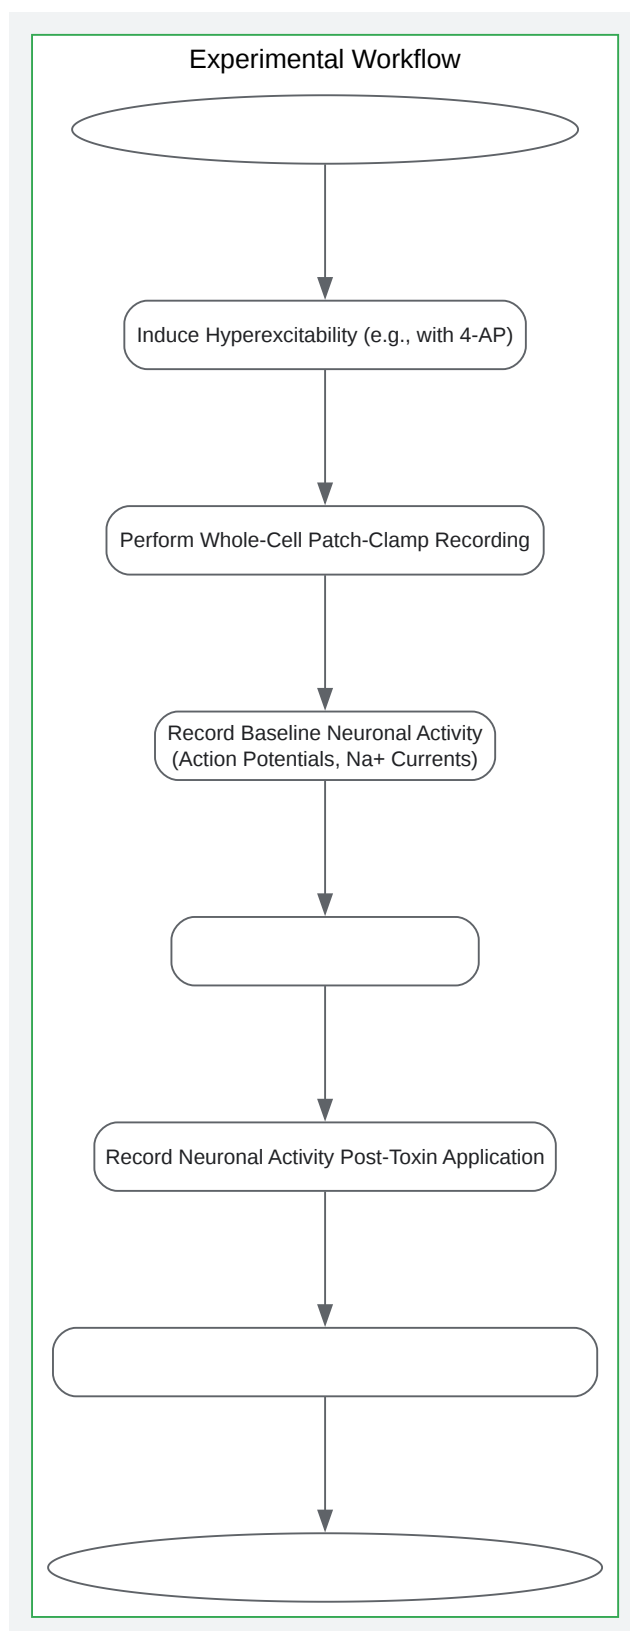 Experimental Workflow
Induce Hyperexcitability (e.g., with 4-AP)
Perform Whole-Cell Patch-Clamp Recording
Record Baseline Neuronal Activity
(Action Potentials, Na+ Currents)
Record Neuronal Activity Post-Toxin Application